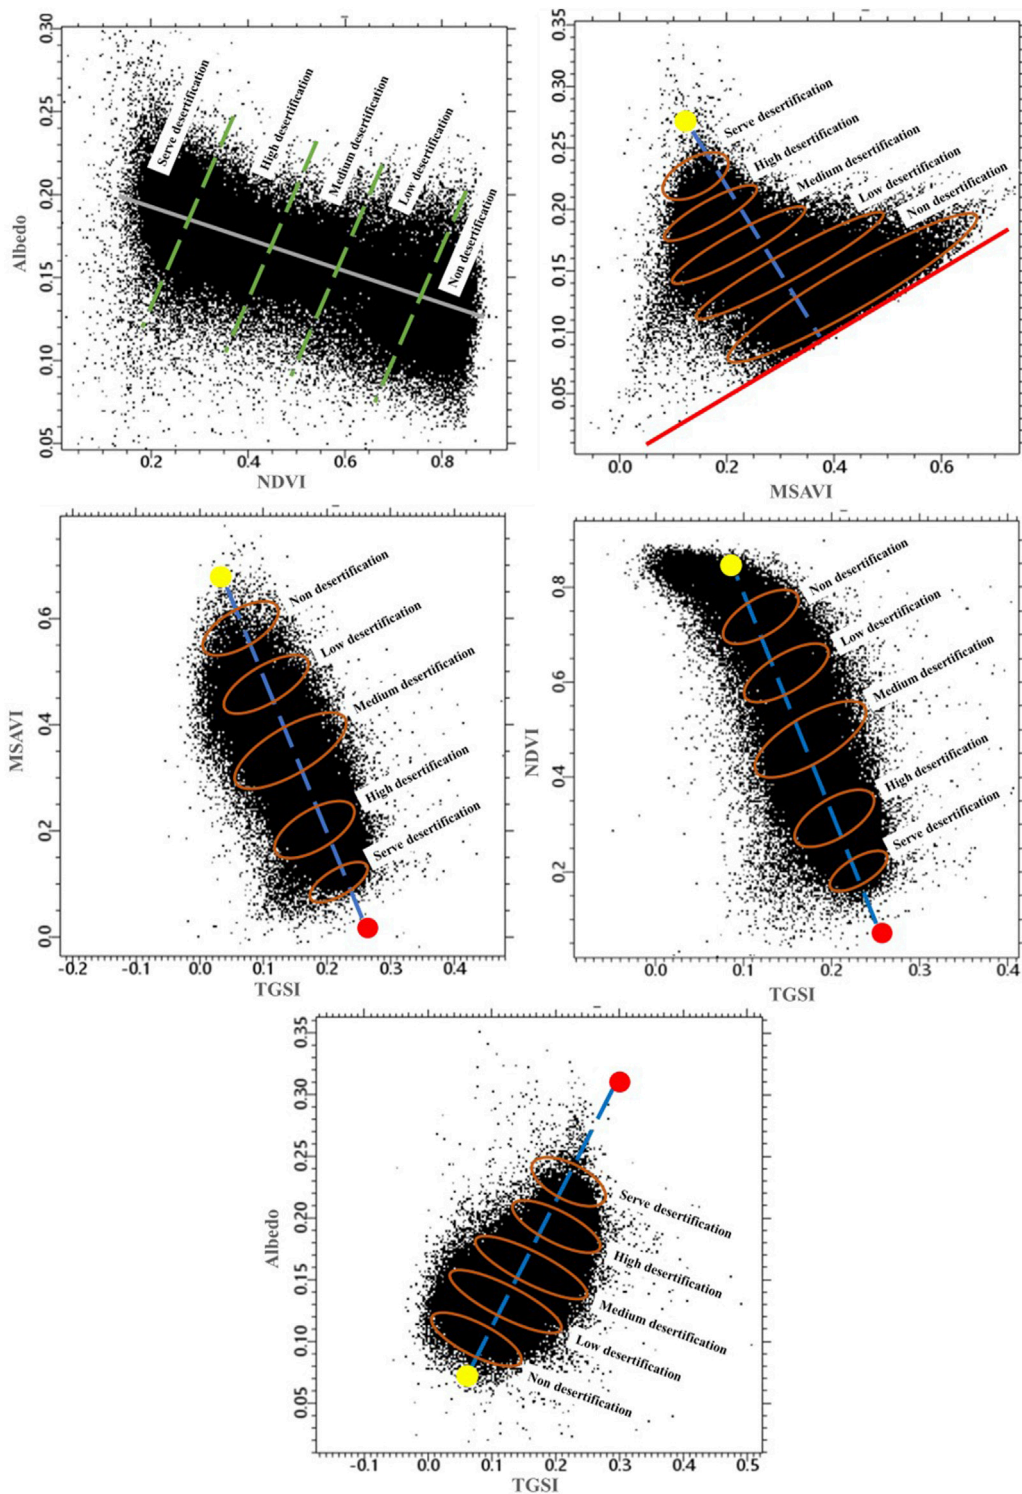 0.30
0.25
0.20
0.15
0.10
0.05
Albedo
Serve desertification
High desertification
Medium desertification
Low desertification
Non desertification
0.2
0.4
0.6
0.8
NDVI
0.35
0.30
0.25
0.20
0.15
0.10
0.05
Albedo
Serve desertification
High desertification
Medium desertification
Low desertification
Non desertification
0.0
0.2
0.4
0.6
MSAVI
0.6
0.4
0.2
0.0
MSAVI
Non desertification
Low desertification
Medium desertification
High desertification
Serve desertification
-0.2
-0.1
0.0
0.1
0.2
0.3
0.4
TGSI
0.8
0.6
0.4
0.2
NDVI
Non desertification
Low desertification
Medium desertification
High desertification
Serve desertification
0.0
0.1
0.2
0.3
0.4
TGSI
0.35
0.30
0.25
0.20
0.15
0.10
0.05
Albedo
Serve desertification
High desertification
Medium desertification
Low desertification
Non desertification
-0.1
0.0
0.1
0.2
0.3
0.4
0.5
TGSI